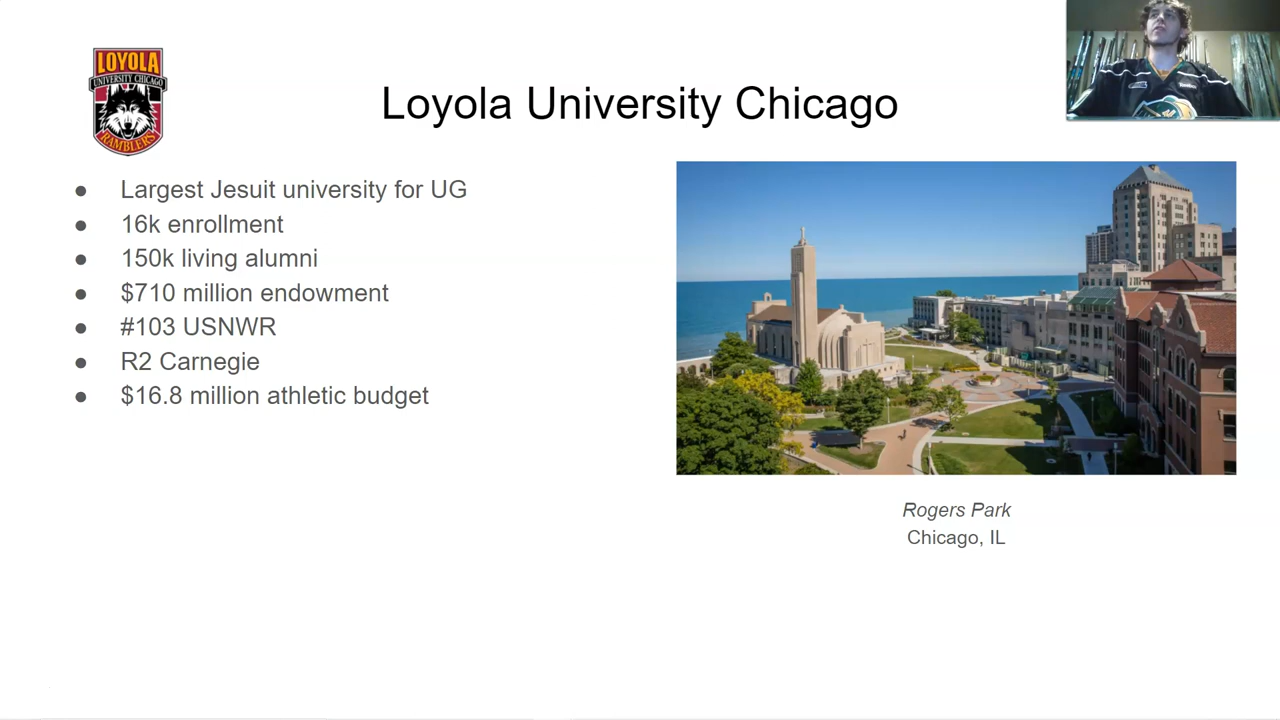 LOYOLA
UNIVERSITY CHICAGO
RAMBLERS
Loyola University Chicago
● Largest Jesuit university for UG
● 16k enrollment
● 150k living alumni
● $710 million endowment
● #103 USNWR
● R2 Carnegie
● $16.8 million athletic budget
Rogers Park
Chicago, IL